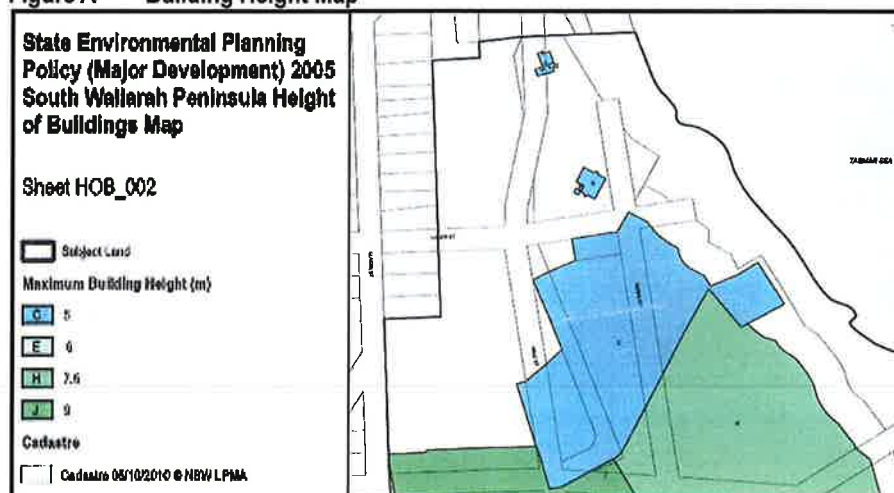 Figure A Building Height Map
State Environmental Planning
Policy (Major Development) 2005
South Wallarah Peninsula Height
of Buildings Map
Sheet HOB_002
Subject Land
Maximum Building Height (m)
C 5
E 6
H 7.5
J 9
Cadastre
Cadastre 05/10/2010 © NSW LPMA
TASMAN SEA